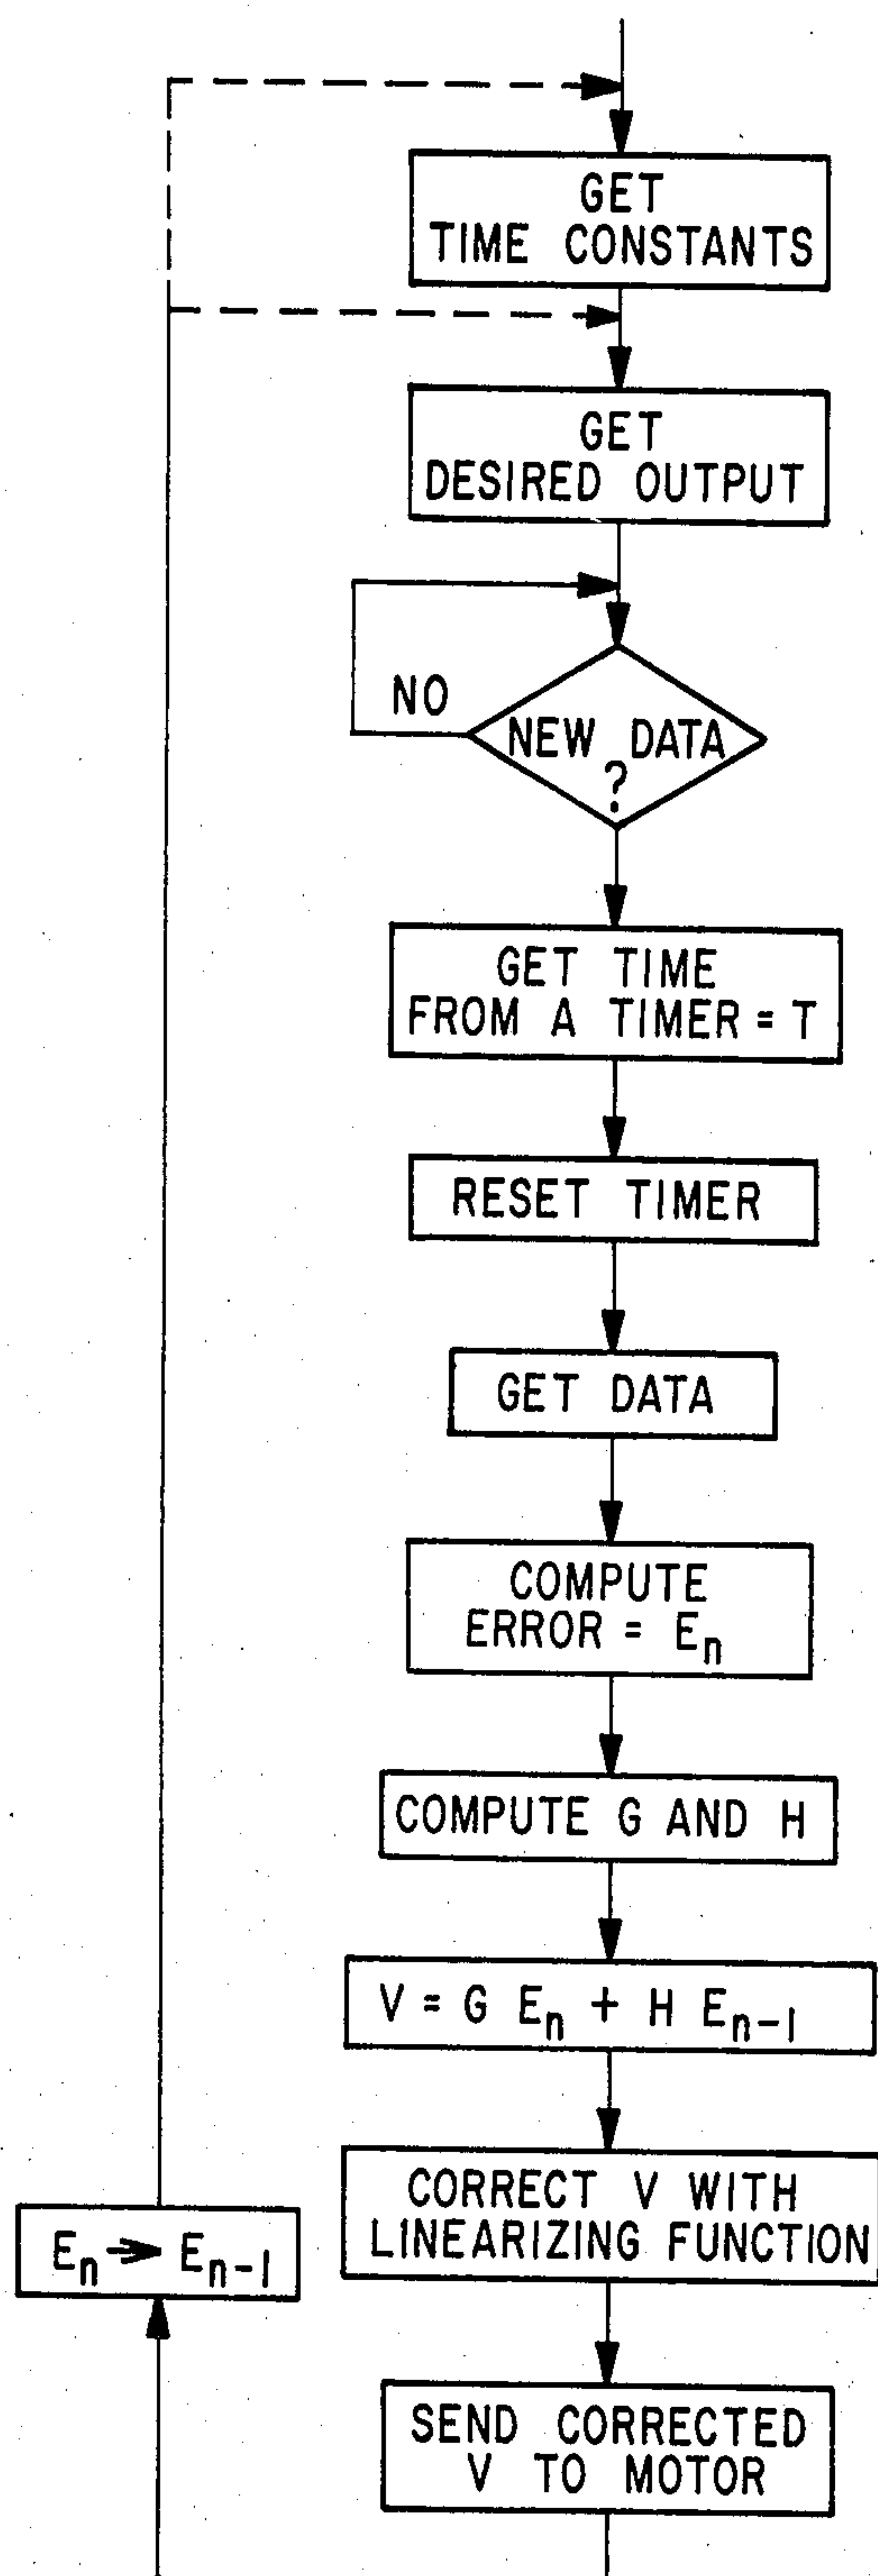 GET
TIME CONSTANTS
GET
DESIRED OUTPUT
NO
NEW DATA
?
GET TIME
FROM A TIMER = T
RESET TIMER
GET DATA
COMPUTE
ERROR = En
COMPUTE G AND H
V = G En + H En-1
CORRECT V WITH
LINEARIZING FUNCTION
En → En-1
SEND CORRECTED
V TO MOTOR